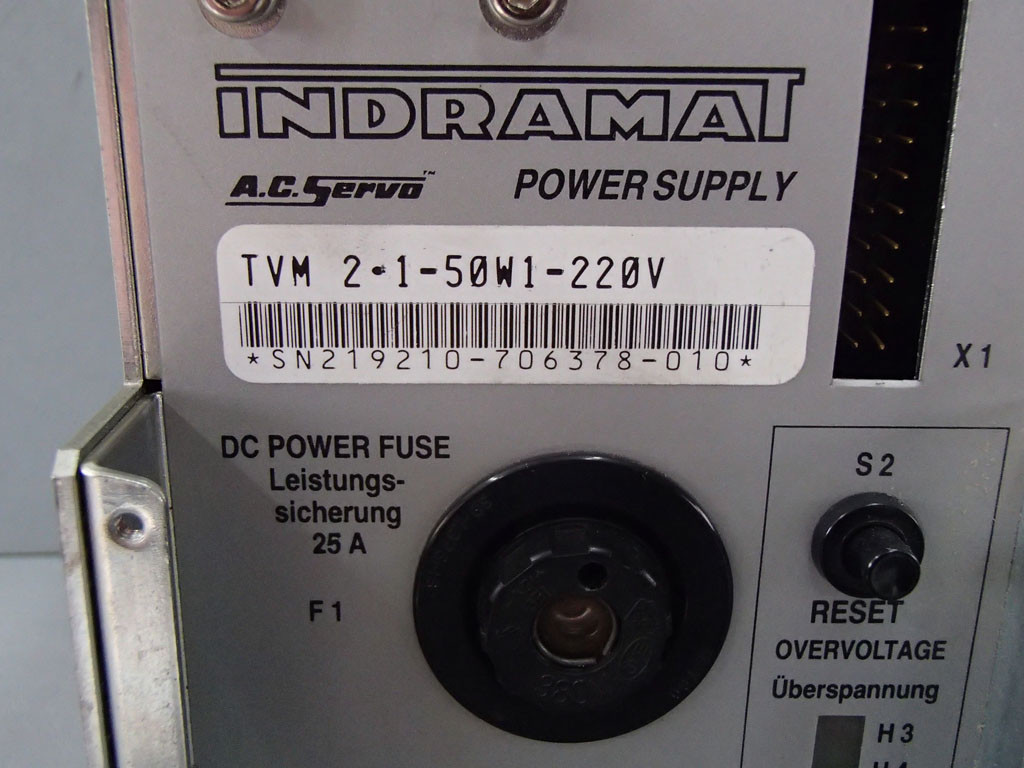 INDRAMAT
A.C. Servo™ POWER SUPPLY
TVM 2·1-50W1-220V
*SN219210-706378-010*
X1
DC POWER FUSE
Leistungs-
sicherung
25 A
F1
S2
RESET
OVERVOLTAGE
Überspannung
H3